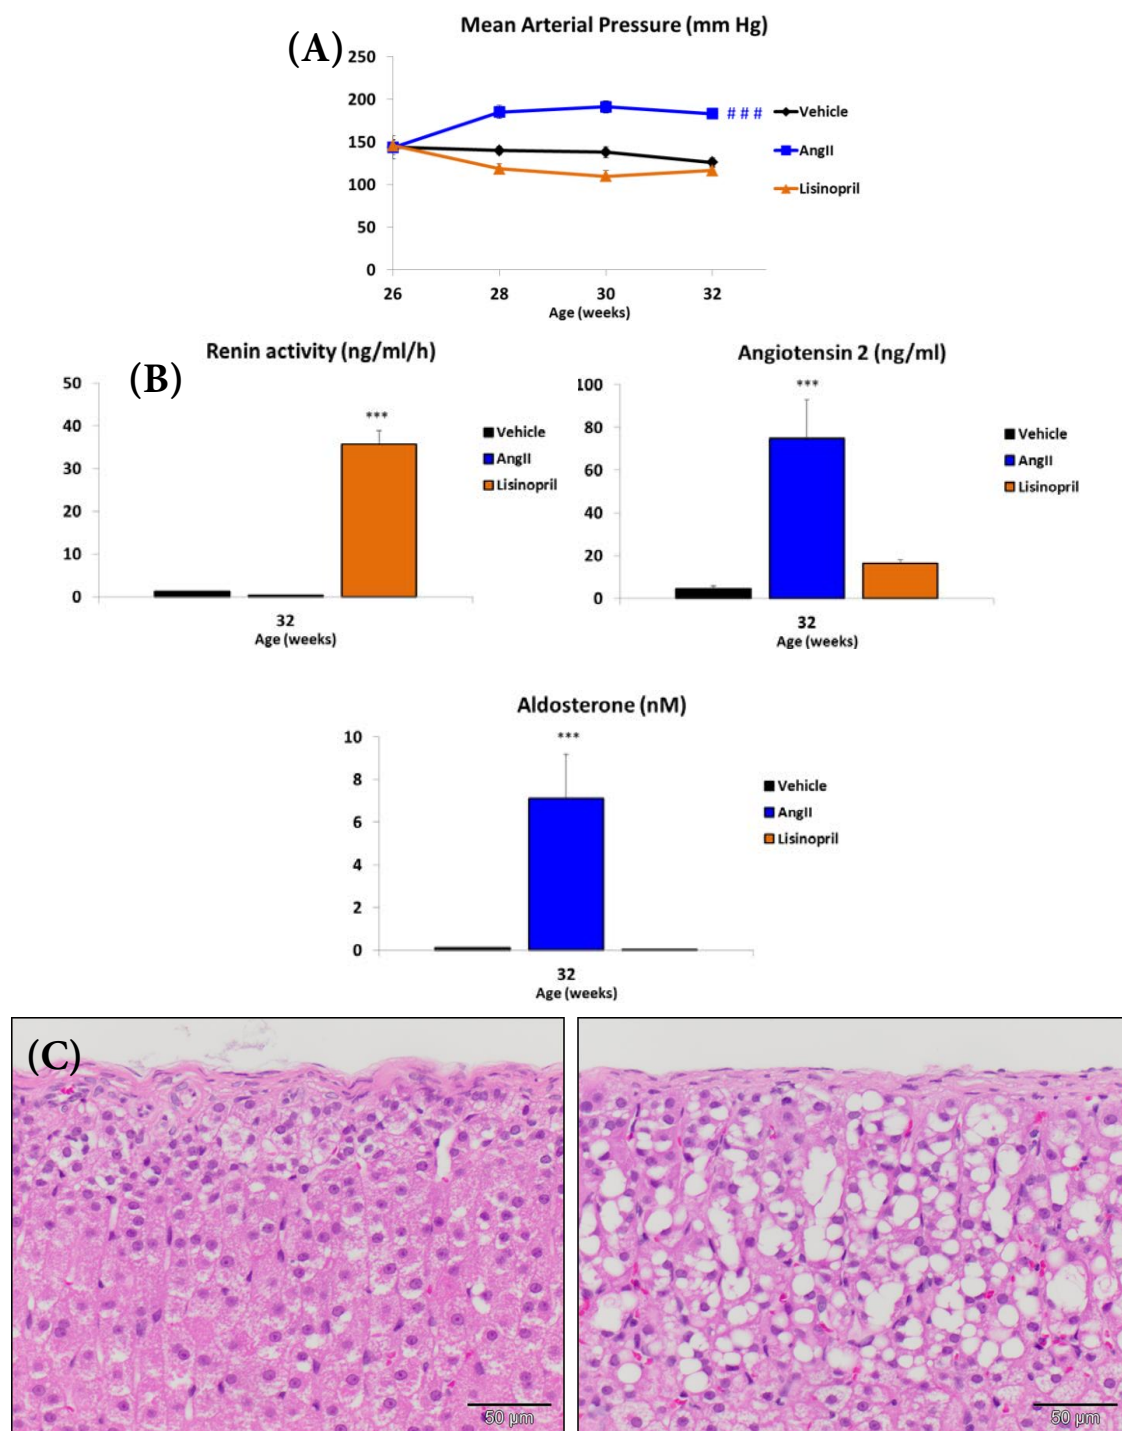 Mean Arterial Pressure (mm Hg)
(A)
250
200
150
100
50
0
26 28 30 32
Age (weeks)
###
Vehicle
AngII
Lisinopril
(B)
Renin activity (ng/ml/h)
50
40
30
20
10
0
***
32
Age (weeks)
Vehicle
AngII
Lisinopril
Angiotensin 2 (ng/ml)
100
80
60
40
20
0
***
32
Age (weeks)
Vehicle
AngII
Lisinopril
Aldosterone (nM)
10
8
6
4
2
0
***
32
Age (weeks)
Vehicle
AngII
Lisinopril
(C)
50 µm
50 µm